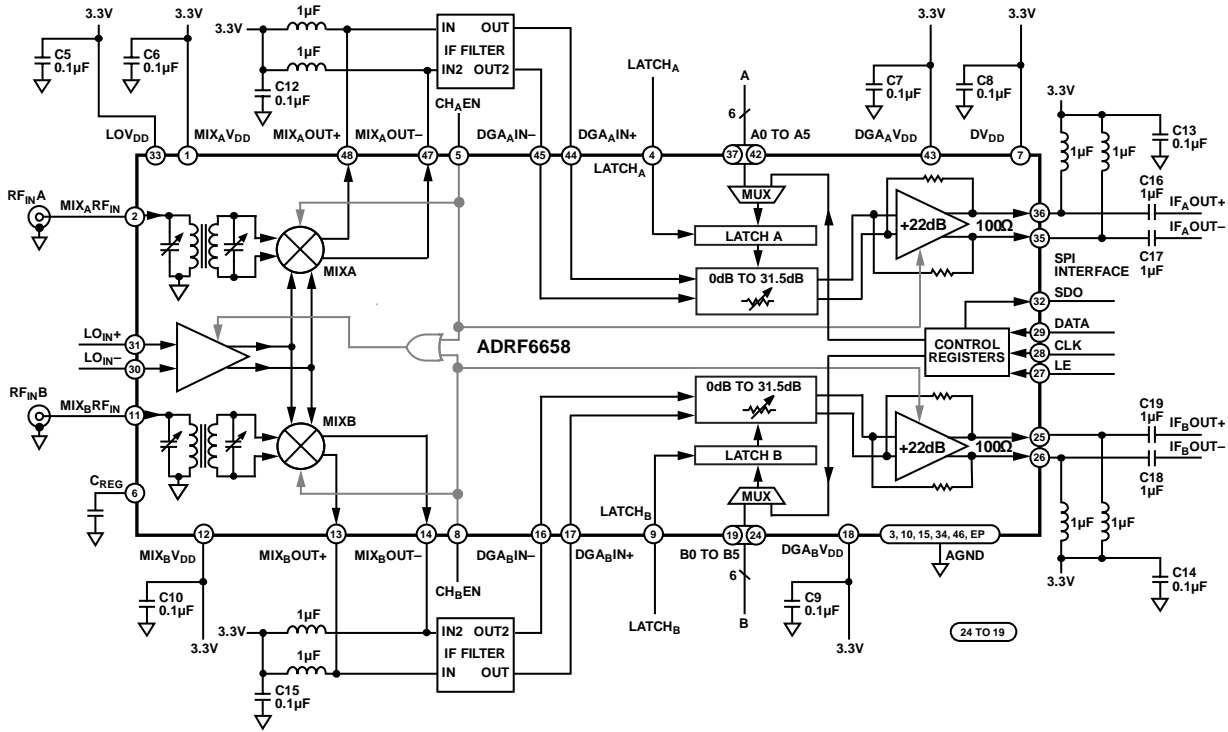 3.3V
3.3V
3.3V
1µF
IN OUT
IF FILTER
IN2 OUT2
1µF
3.3V
3.3V
C5
0.1µF
C6
0.1µF
C12
0.1µF
CHAEN
LATCHA
A
6
C7
0.1µF
C8
0.1µF
3.3V
C13
0.1µF
1µF
1µF
LOVDD
MIXAVDD
MIXAOUT+
MIXAOUT–
DGAAIN–
DGAAIN+
LATCHA
A0 TO A5
DGAAVDD
DVDD
33
1
48
47
5
45
44
4
37
42
43
7
RFINA
MIXARFIN
2
MIXA
MUX
LATCH A
0dB TO 31.5dB
+22dB
100Ω
36
35
C16
1µF
IFAOUT+
IFAOUT–
C17
1µF
SPI
INTERFACE
32
SDO
29
DATA
28
CLK
27
LE
CONTROL
REGISTERS
LOIN+
31
LOIN–
30
ADRF6658
RFINB
MIXBRFIN
11
MIXB
0dB TO 31.5dB
LATCH B
MUX
+22dB
100Ω
25
26
C19
1µF
IFBOUT+
IFBOUT–
C18
1µF
1µF
1µF
CREG
6
LATCHB
12
13
14
8
16
17
9
19
24
18
3, 10, 15, 34, 46, EP
MIXBVDD
MIXBOUT+
MIXBOUT–
DGABIN–
DGABIN+
B0 TO B5
DGABVDD
AGND
3.3V
C14
0.1µF
CHBEN
6
C10
0.1µF
C9
0.1µF
3.3V
3.3V
1µF
IN2 OUT2
IF FILTER
IN OUT
1µF
LATCHB
B
3.3V
24 TO 19
C15
0.1µF